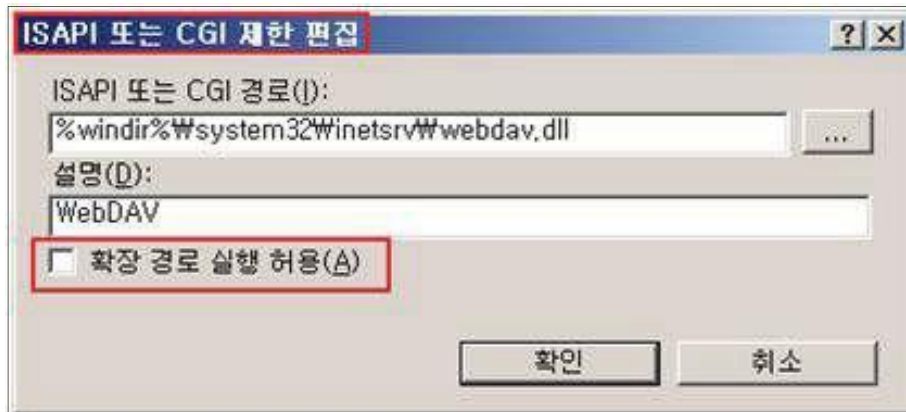 ISAPI 또는 CGI 제한 편집
ISAPI 또는 CGI 경로(I):
%windir%₩system32₩inetsrv₩webdav.dll
...
설명(D):
WebDAV
확장 경로 실행 허용(A)
확인 취소